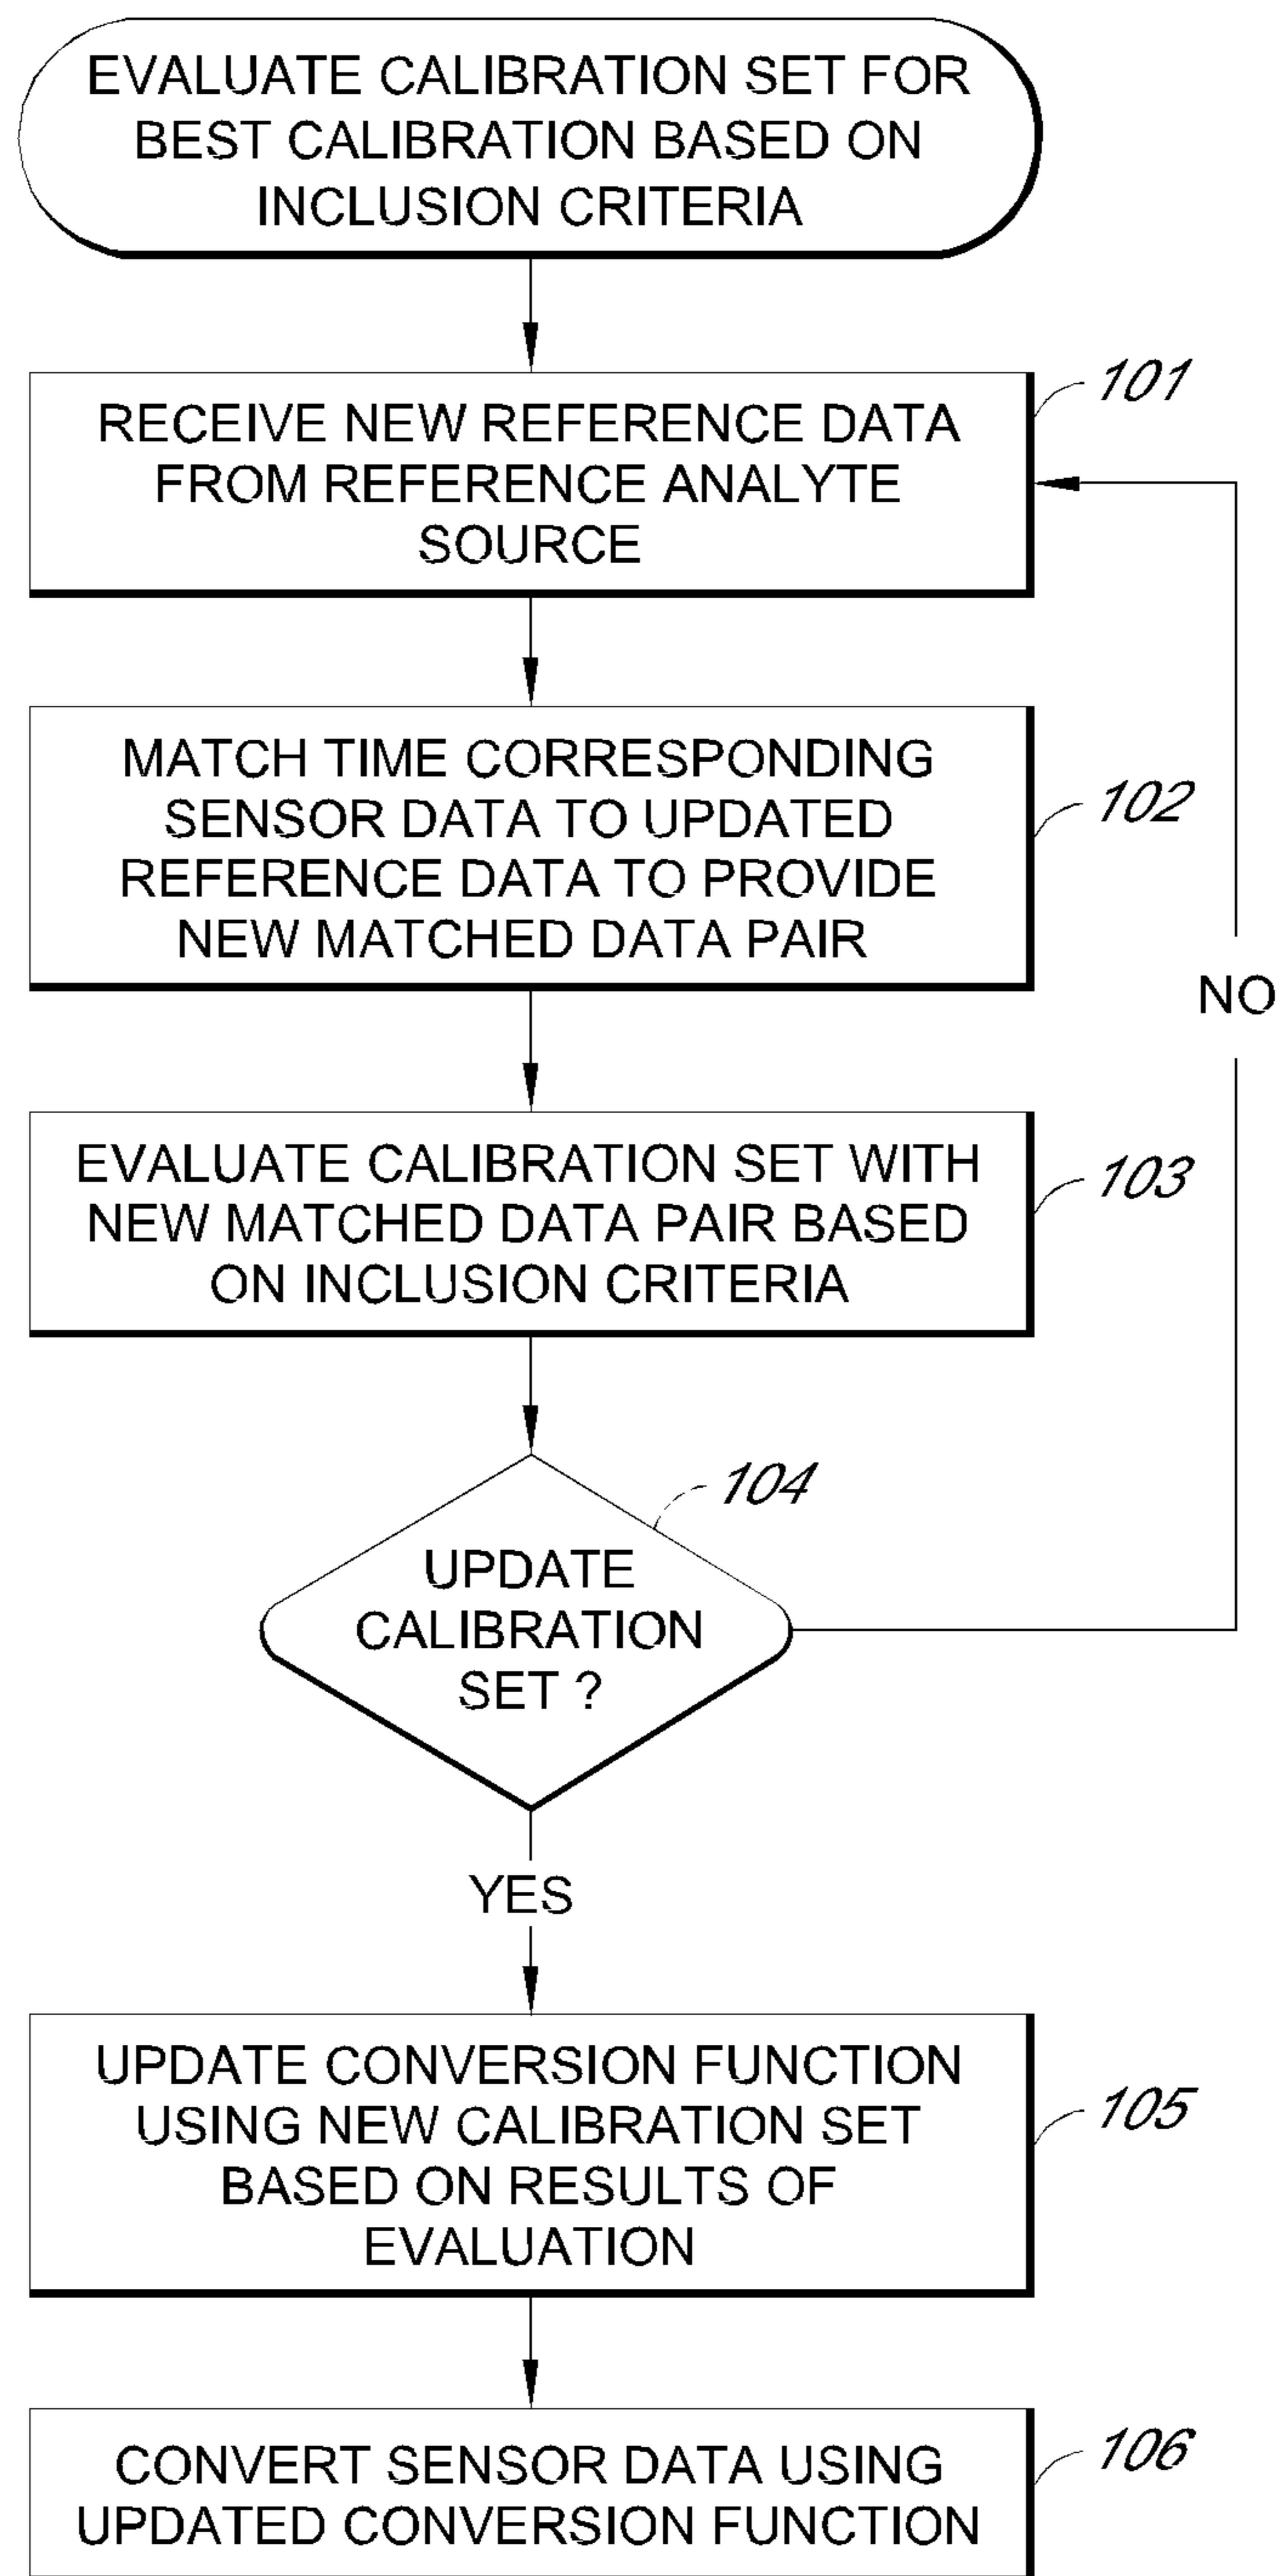 EVALUATE CALIBRATION SET FOR
BEST CALIBRATION BASED ON
INCLUSION CRITERIA
101
RECEIVE NEW REFERENCE DATA
FROM REFERENCE ANALYTE
SOURCE
102
MATCH TIME CORRESPONDING
SENSOR DATA TO UPDATED
REFERENCE DATA TO PROVIDE
NEW MATCHED DATA PAIR
NO
103
EVALUATE CALIBRATION SET WITH
NEW MATCHED DATA PAIR BASED
ON INCLUSION CRITERIA
104
UPDATE
CALIBRATION
SET ?
YES
105
UPDATE CONVERSION FUNCTION
USING NEW CALIBRATION SET
BASED ON RESULTS OF
EVALUATION
106
CONVERT SENSOR DATA USING
UPDATED CONVERSION FUNCTION